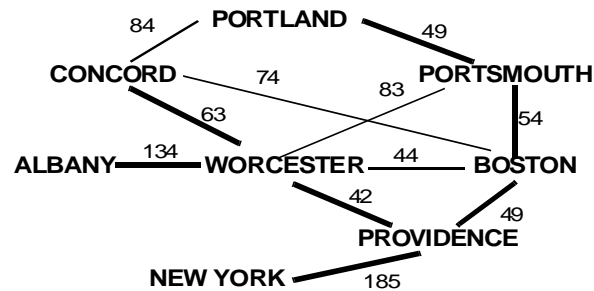 84 PORTLAND 49
CONCORD 74 83 PORTSMOUTH
63 54
ALBANY 134 WORCESTER 44 BOSTON
42 49
PROVIDENCE
NEW YORK 185